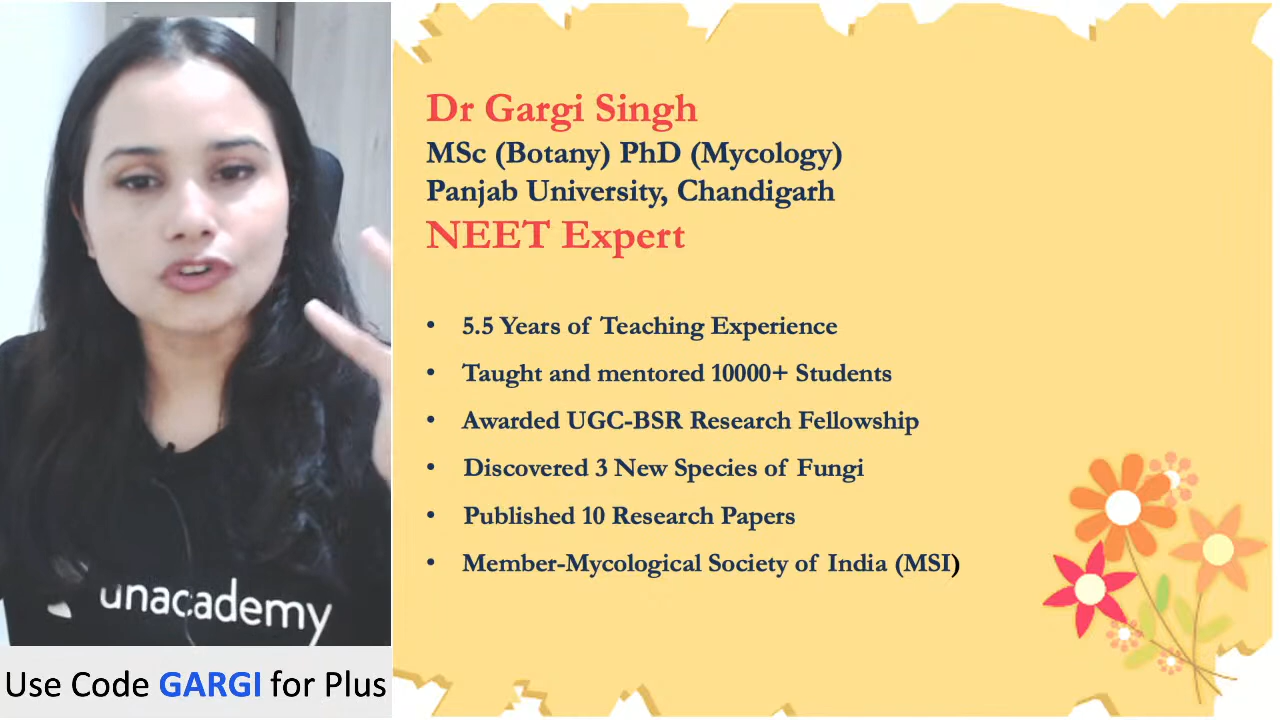 Dr Gargi Singh
MSc (Botany) PhD (Mycology)
Panjab University, Chandigarh
NEET Expert
• 5.5 Years of Teaching Experience
• Taught and mentored 10000+ Students
• Awarded UGC-BSR Research Fellowship
• Discovered 3 New Species of Fungi
• Published 10 Research Papers
• Member-Mycological Society of India (MSI)
unacademy
Use Code GARGI for Plus